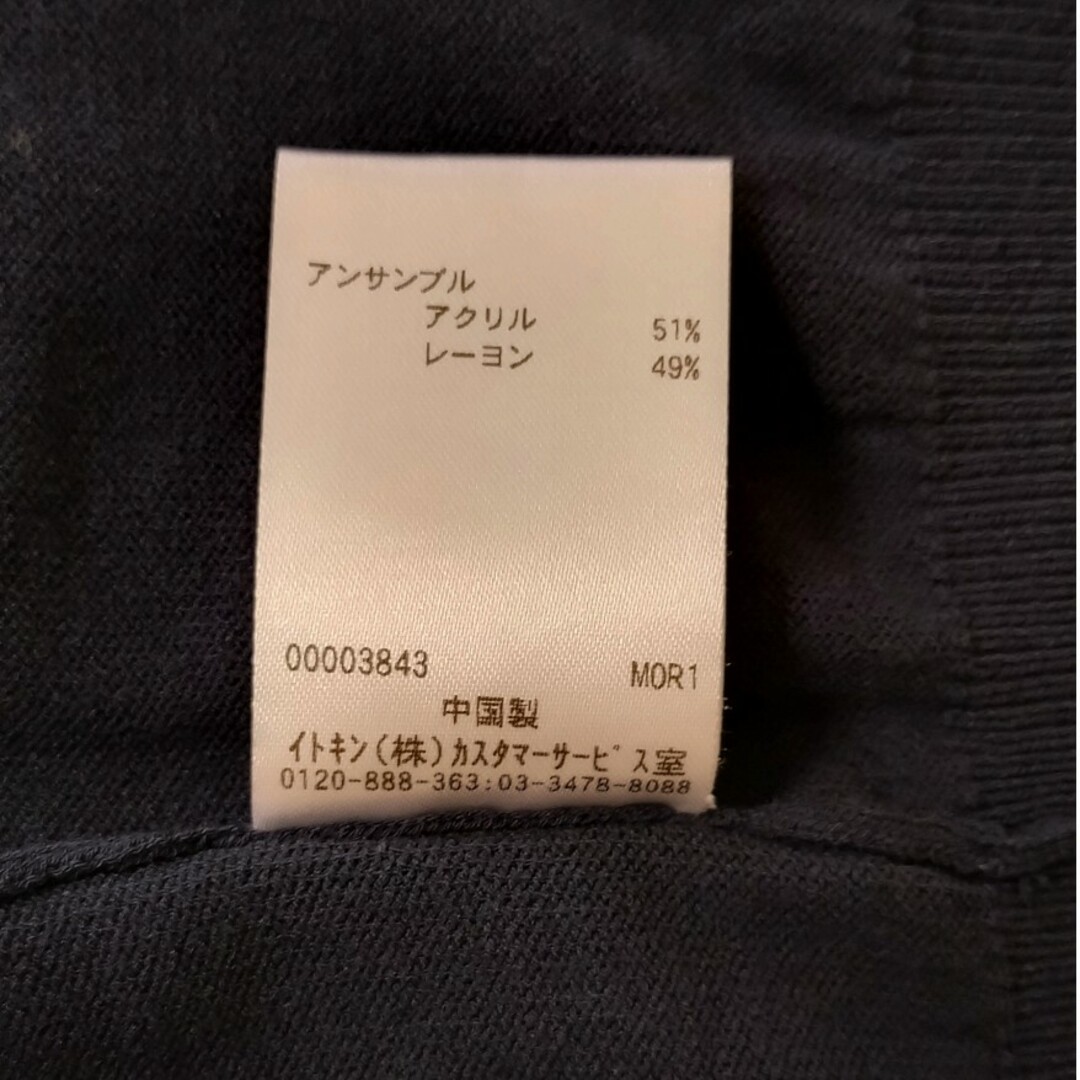 アンサンブル
アクリル 51%
レーヨン 49%
00003843 MOR1
中国製
イトキン(株)カスタマーサービス室
0120-888-363:03-3478-8088